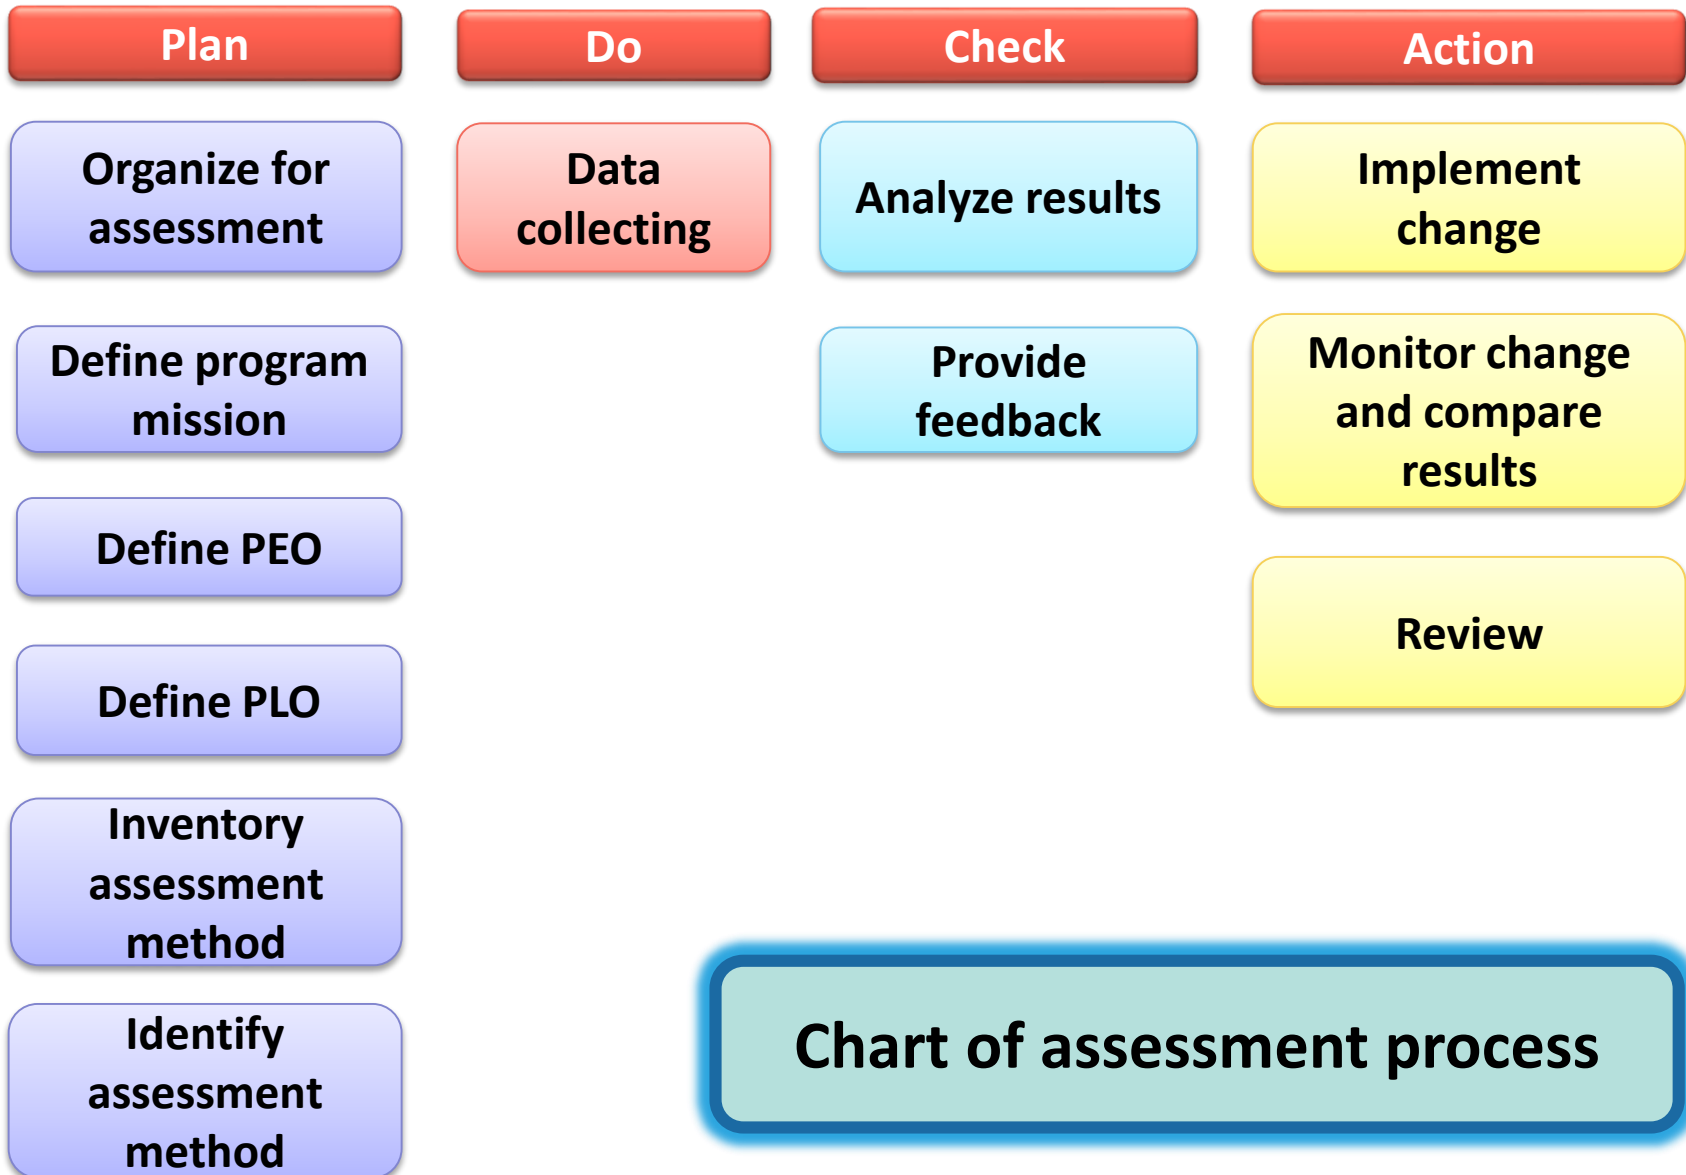 Plan
Organize for
assessment
Define program
mission
Define PEO
Define PLO
Inventory
assessment
method
Identify
assessment
method
Do
Data
collecting
Check
Analyze results
Provide
feedback
Action
Implement
change
Monitor change
and compare
results
Review
Chart of assessment process